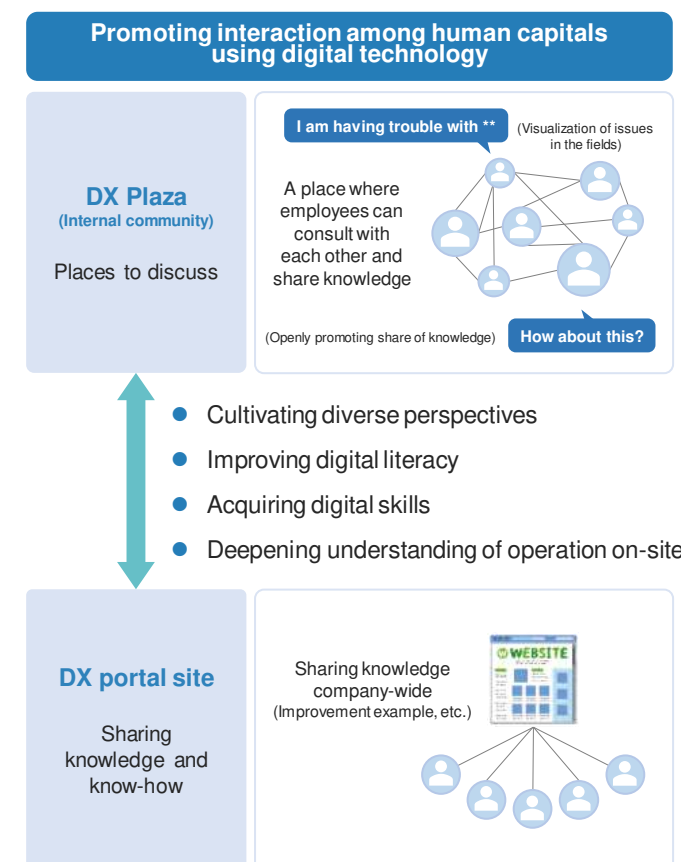 Promoting interaction among human capitals
using digital technology
DX Plaza
(Internal community)
Places to discuss
I am having trouble with **
(Visualization of issues
in the fields)
A place where
employees can
consult with
each other and
share knowledge
(Openly promoting share of knowledge)
How about this?
Cultivating diverse perspectives
Improving digital literacy
Acquiring digital skills
Deepening understanding of operation on-site
DX portal site
Sharing
knowledge and
know-how
Sharing knowledge
company-wide
(Improvement example, etc.)
WEBSITE